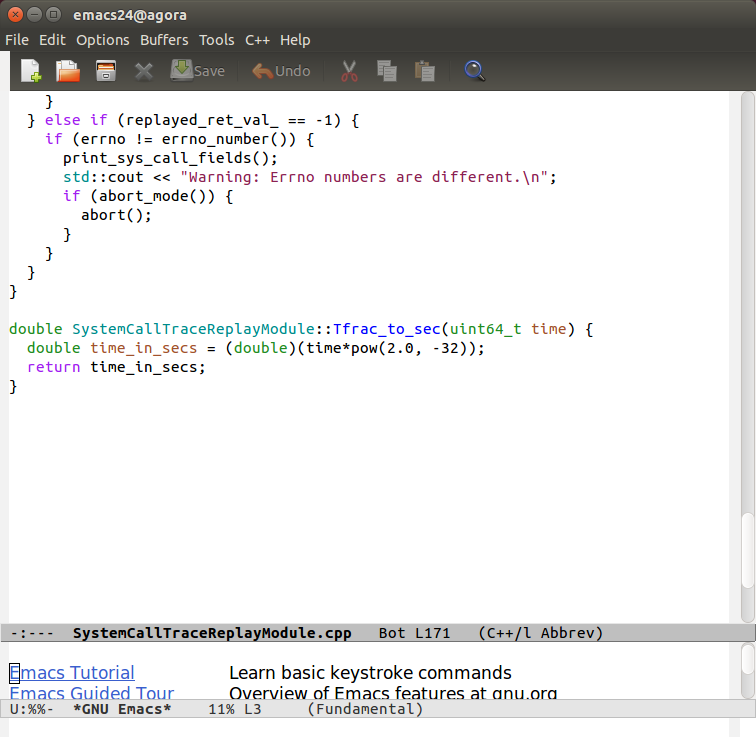 emacs24@agora
File Edit Options Buffers Tools C++ Help
Save Undo
    }
  } else if (replayed_ret_val_ == -1) {
    if (errno != errno_number()) {
      print_sys_call_fields();
      std::cout << "Warning: Errno numbers are different.\n";
      if (abort_mode()) {
        abort();
      }
    }
  }
}
double SystemCallTraceReplayModule::Tfrac_to_sec(uint64_t time) {
  double time_in_secs = (double)(time*pow(2.0, -32));
  return time_in_secs;
}
-:---  SystemCallTraceReplayModule.cpp   Bot L171   (C++/l Abbrev)
Emacs Tutorial Learn basic keystroke commands
Emacs Guided Tour Overview of Emacs features at gnu.org
U:%%-  *GNU Emacs*    11% L3     (Fundamental)